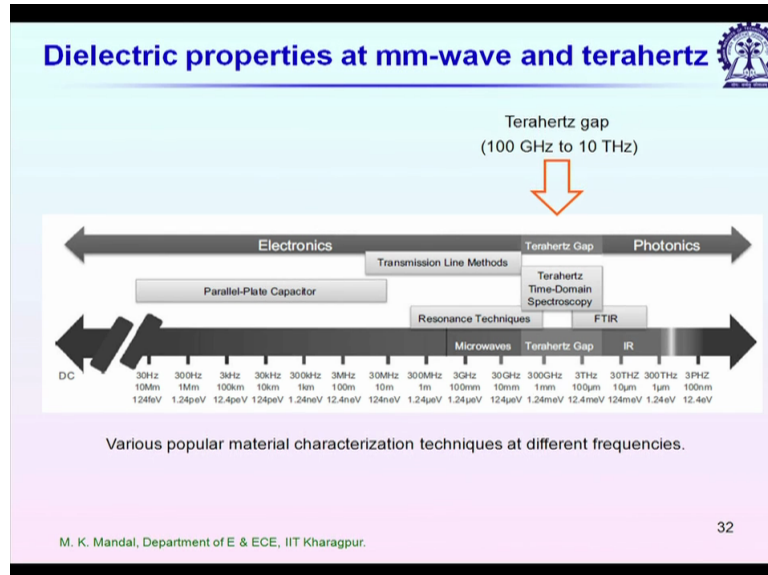 Dielectric properties at mm-wave and terahertz
Terahertz gap
(100 GHz to 10 THz)
Electronics
Terahertz Gap
Photonics
Transmission Line Methods
Terahertz
Time-Domain
Spectroscopy
Parallel-Plate Capacitor
Resonance Techniques
FTIR
Microwaves
Terahertz Gap
IR
DC
30Hz 300Hz 3kHz 30kHz 300kHz 3MHz 30MHz 300MHz 3GHz 30GHz 300GHz 3THz 30THZ 300THz 3PHZ
10Mm 1Mm 100km 10km 1km 100m 10m 1m 100mm 10mm 1mm 100µm 10µm 1µm 100nm
124feV 1.24peV 12.4peV 124peV 1.24neV 12.4neV 124neV 1.24µeV 1.24µeV 124µeV 1.24meV 12.4meV 124meV 1.24eV 12.4eV
Various popular material characterization techniques at different frequencies.
32
M. K. Mandal, Department of E & ECE, IIT Kharagpur.